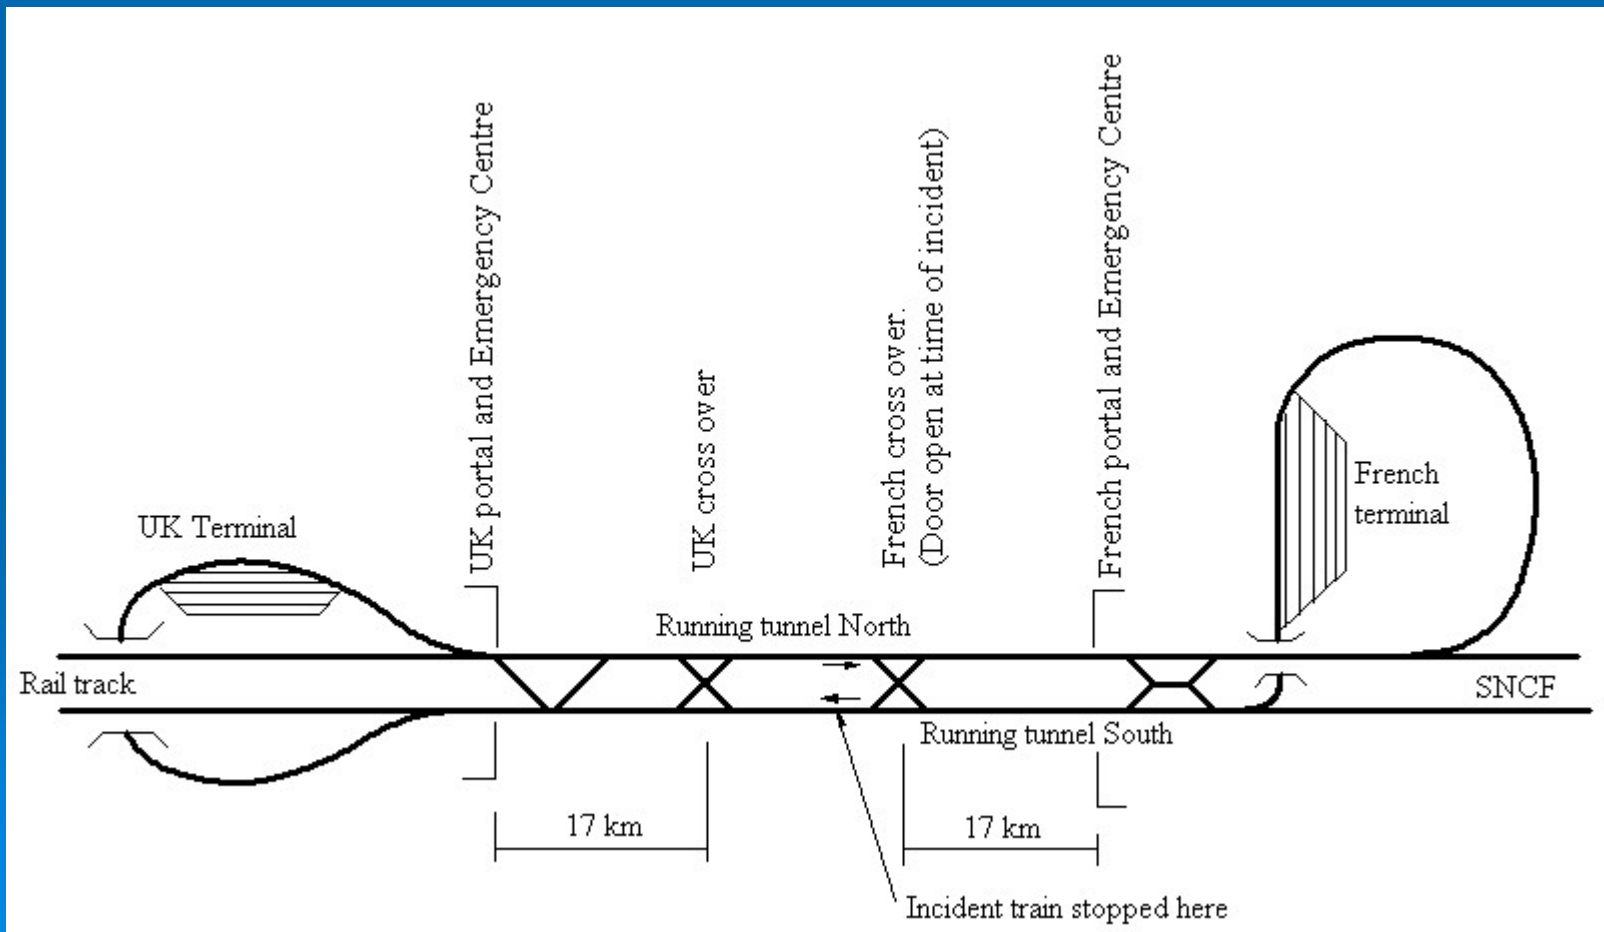 UK portal and Emergency Centre
UK cross over
French cross over.
(Door open at time of incident)
French portal and Emergency Centre
UK Terminal
French
terminal
Running tunnel North
Rail track
SNCF
Running tunnel South
17 km
17 km
Incident train stopped here